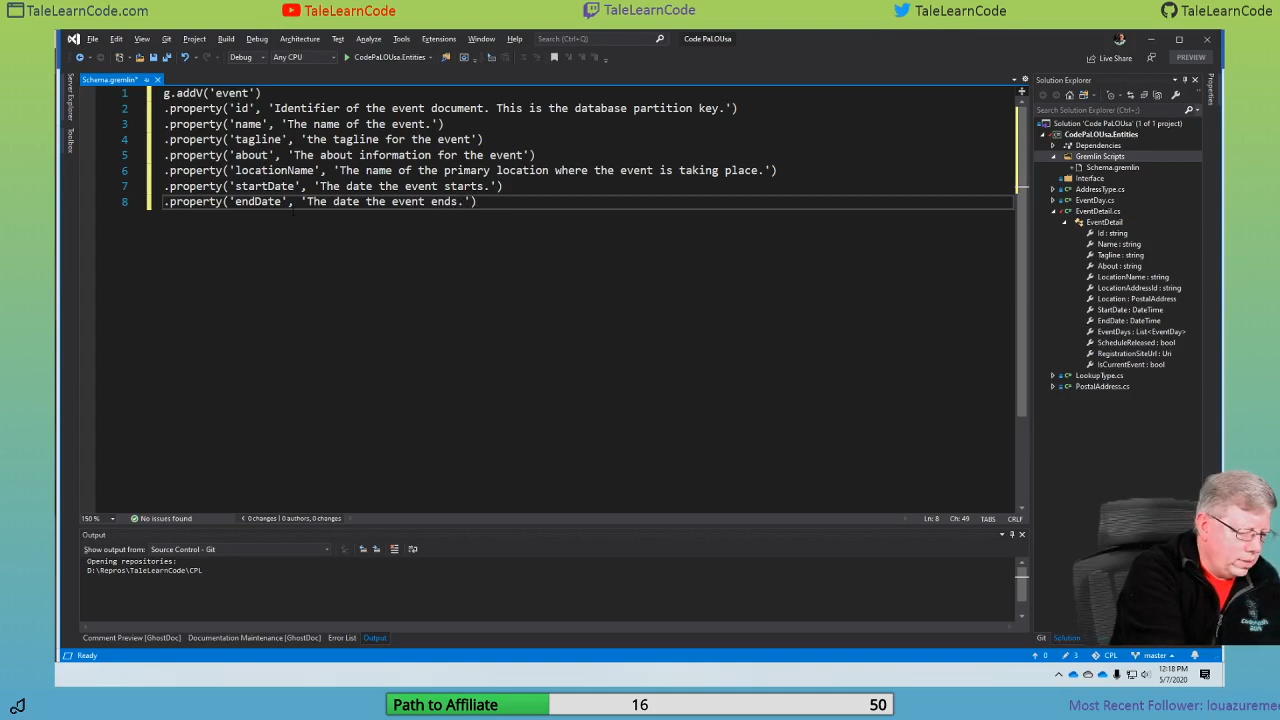 TaleLearnCode.com
TaleLearnCode
TaleLearnCode
TaleLearnCode
TaleLearnCode
File Edit View Git Project Build Debug Architecture Test Tools Analyze Extensions Window Help Search (Ctrl+Q) Code PaLOUsa
Debug Any CPU CodePaLOUsa.Entities Live Share PREVIEW
Server Explorer
Toolbox
Schema.gremlin*
1 g.addV('event')
2 .property('id', 'Identifier of the event document. This is the database partition key.')
3 .property('name', 'The name of the event.')
4 .property('tagline', 'the tagline for the event')
5 .property('about', 'The about information for the event')
6 .property('locationName', 'The name of the primary location where the event is taking place.')
7 .property('startDate', 'The date the event starts.')
8 .property('endDate', 'The date the event ends.')
150 % No issues found 0 changes | 0 authors, 0 changes Ln: 8 Ch: 49 TABS CRLF
Output
Show output from: Source Control - Git
Opening repositories:
D:\Repros\TaleLearnCode\CPL
Comment Preview [GhostDoc] Documentation Maintenance [GhostDoc] Error List Output
Solution Explorer
Search Solution Explorer (Ctrl+;)
Solution 'Code PaLOUsa' (1 of 1 project)
CodePaLOUsa.Entities
Dependencies
Gremlin Scripts
Schema.gremlin
Interface
AddressType.cs
EventDay.cs
EventDetail.cs
EventDetail
Id : string
Name : string
Tagline : string
About : string
LocationName : string
LocationAddressId : string
Location : PostalAddress
StartDate : DateTime
EndDate : DateTime
EventDays : List<EventDay>
ScheduleReleased : bool
RegistrationSiteUrl : Uri
IsCurrentEvent : bool
LookupType.cs
PostalAddress.cs
Properties
Git Solution
Ready 0 3 CPL master
12:18 PM
5/7/2020
Path to Affiliate 16 50
Most Recent Follower: louazureme